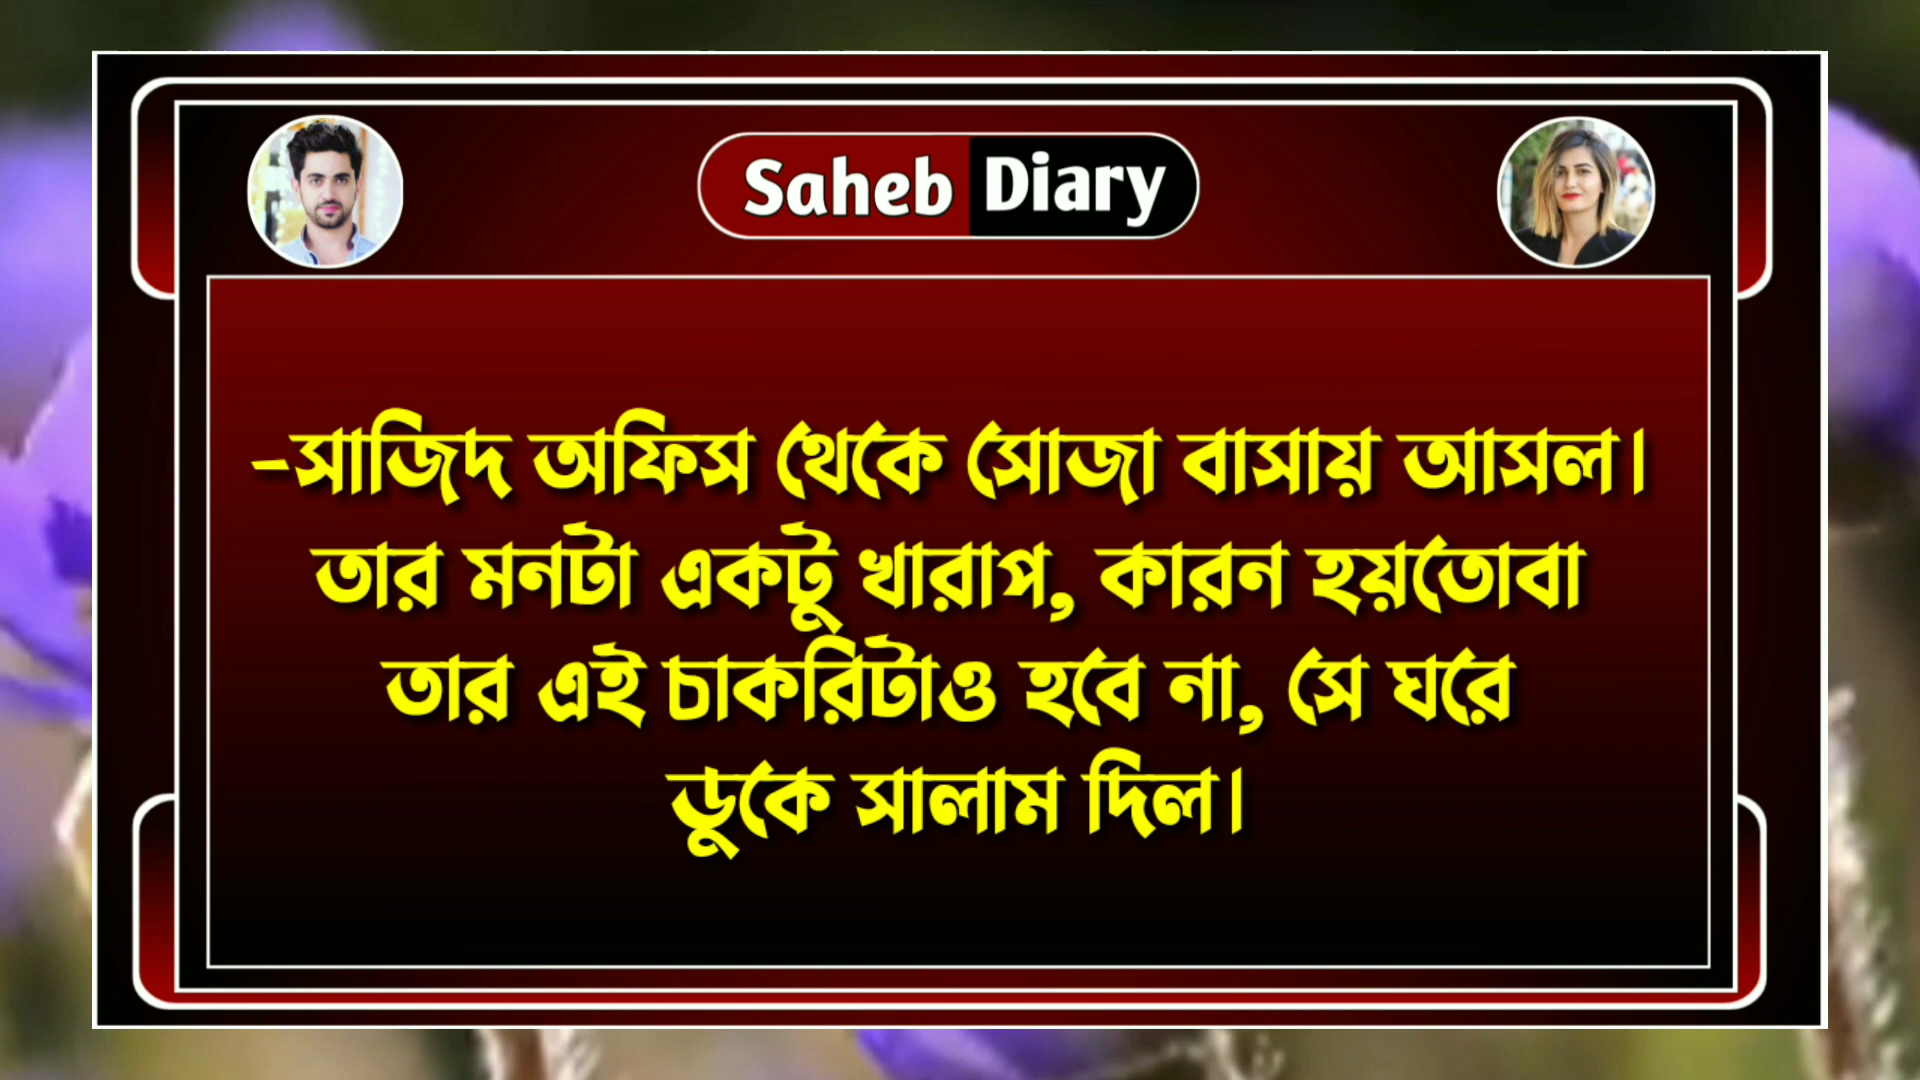 Saheb Diary
-সাজিদ অফিস থেকে সোজা বাসায় আসল।
তার মনটা একটু খারাপ, কারন হয়তোবা
তার এই চাকরিটাও হবে না, সে ঘরে
ডুকে সালাম দিল।